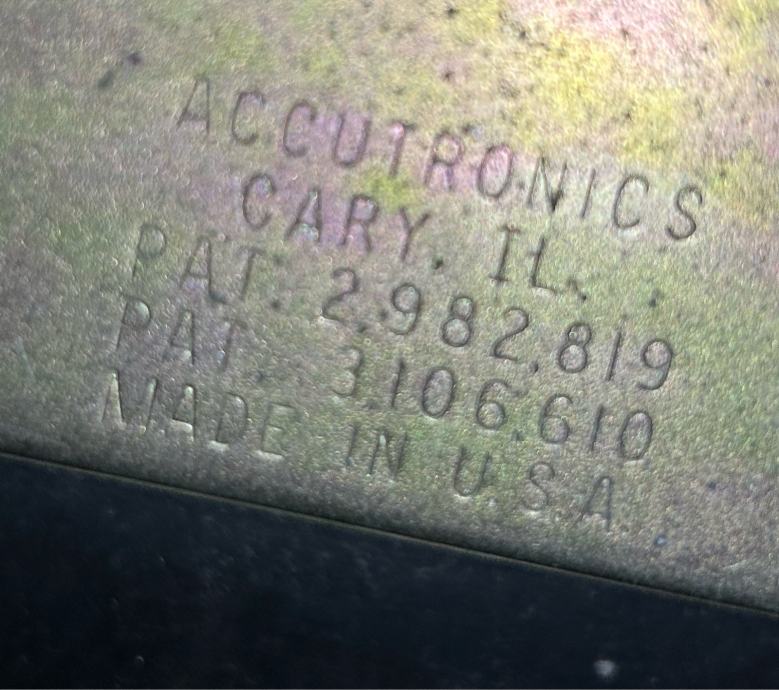 ACCUTRONICS
CARY, IL.
PAT. 2,982,819
PAT. 3,106,610
MADE IN U.S.A